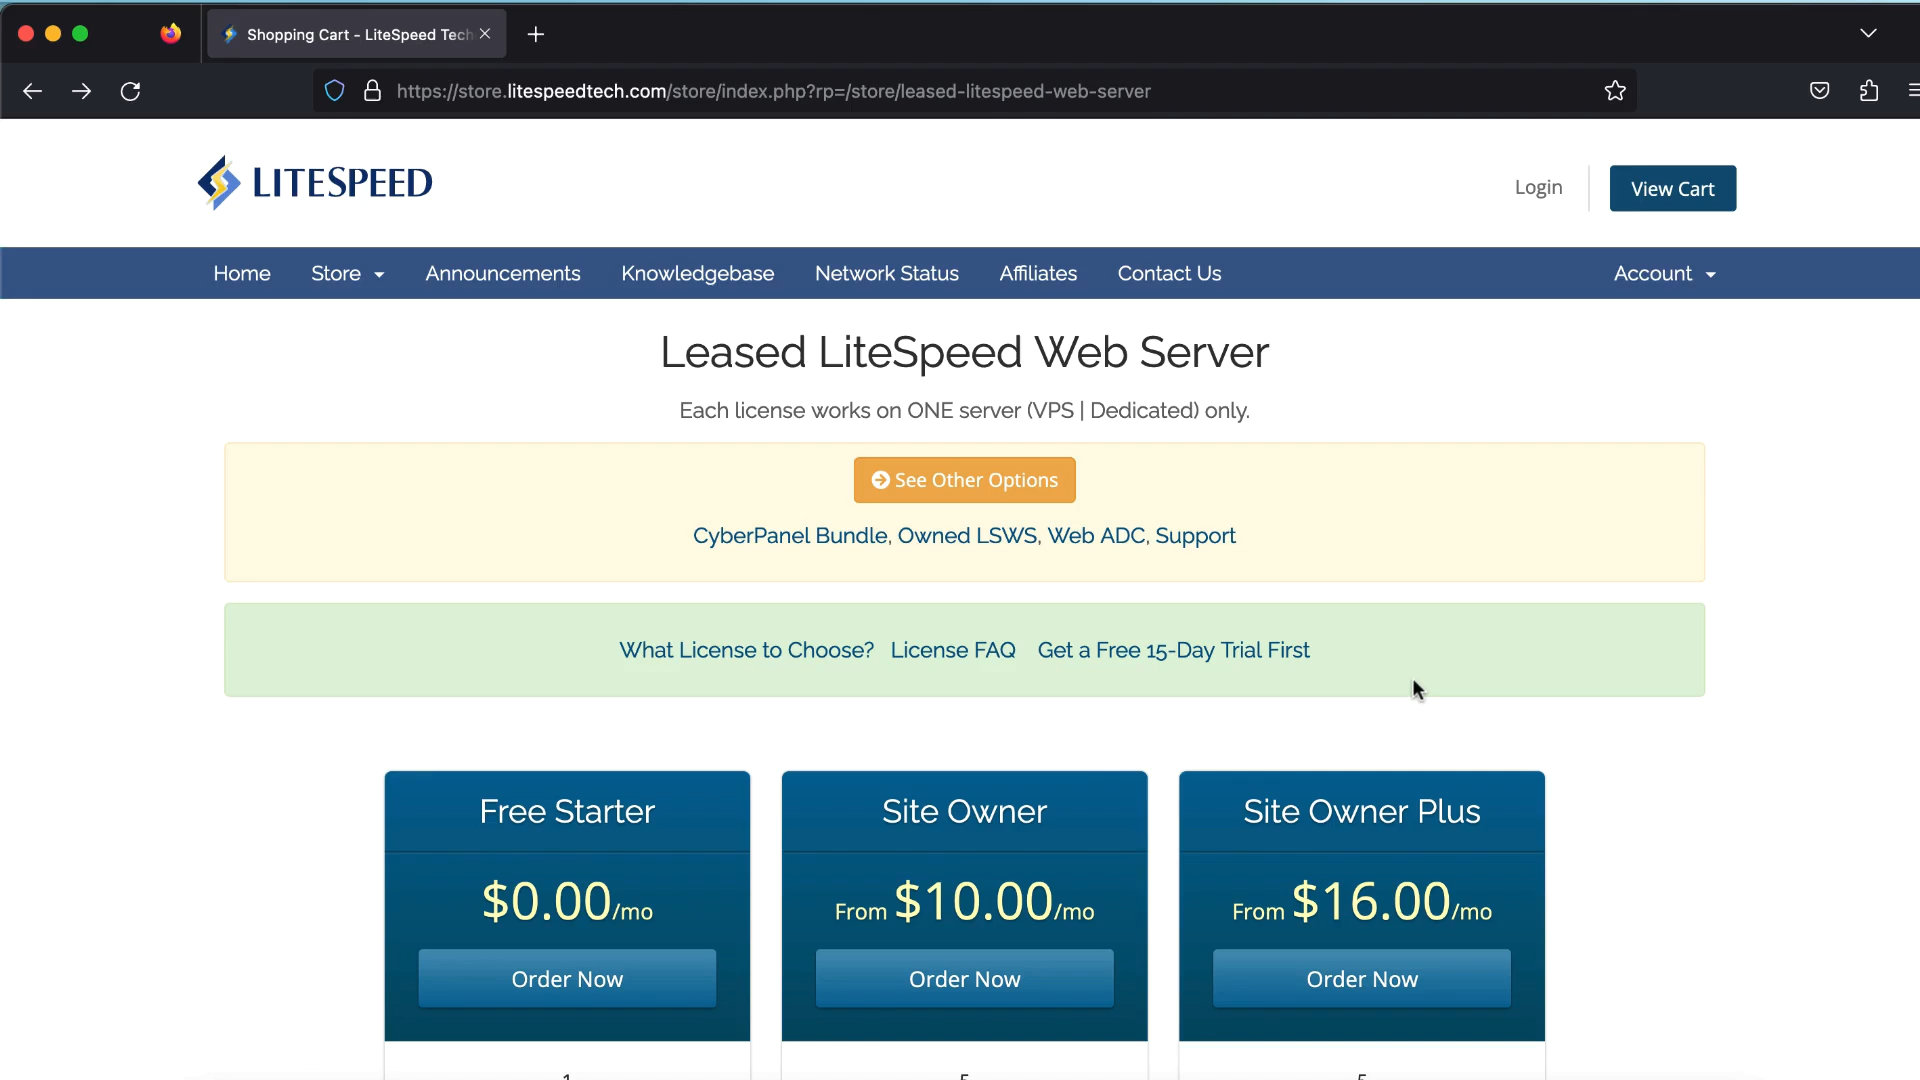 Shopping Cart - LiteSpeed Tech
https://store.litespeedtech.com/store/index.php?rp=/store/leased-litespeed-web-server
LITESPEED
Login
View Cart
Home Store Announcements Knowledgebase Network Status Affiliates Contact Us Account
Leased LiteSpeed Web Server
Each license works on ONE server (VPS | Dedicated) only.
See Other Options
CyberPanel Bundle, Owned LSWS, Web ADC, Support
What License to Choose? License FAQ Get a Free 15-Day Trial First
Free Starter Site Owner Site Owner Plus
$0.00/mo From $10.00/mo From $16.00/mo
Order Now Order Now Order Now